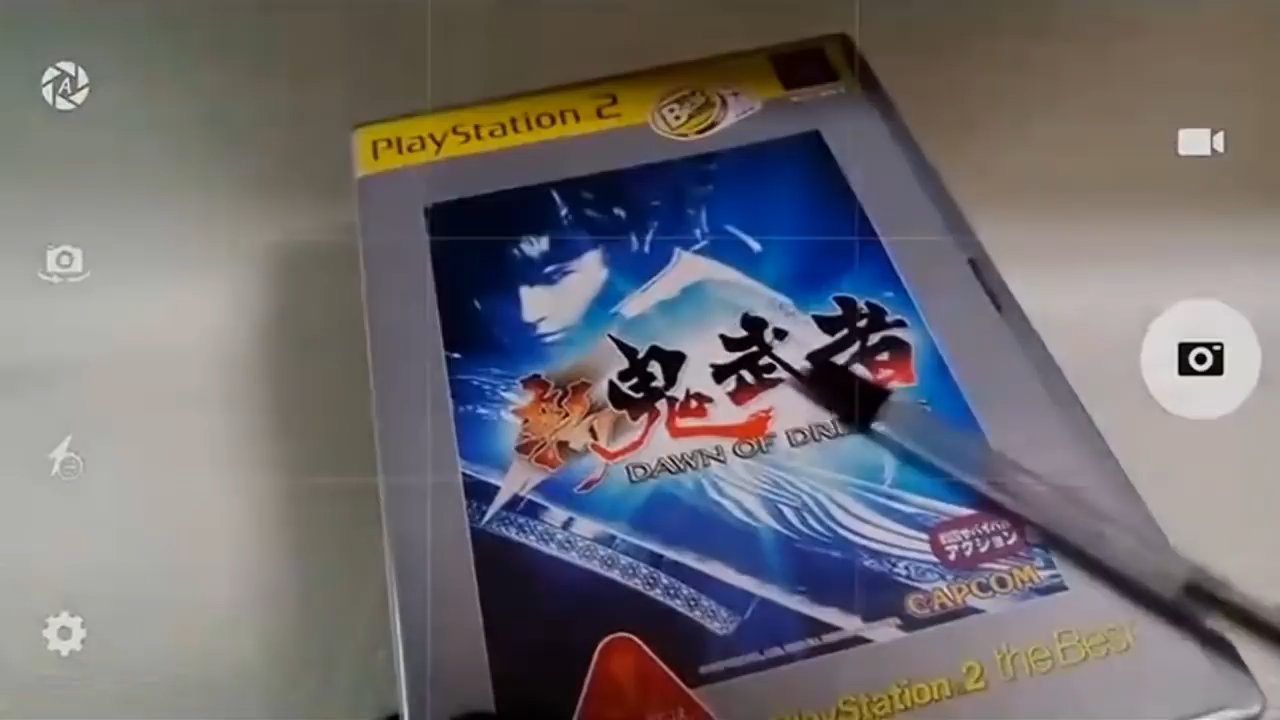 PlayStation 2
Best
新鬼武者
DAWN OF DRE
アクション
CAPCOM
PlayStation 2 the Best